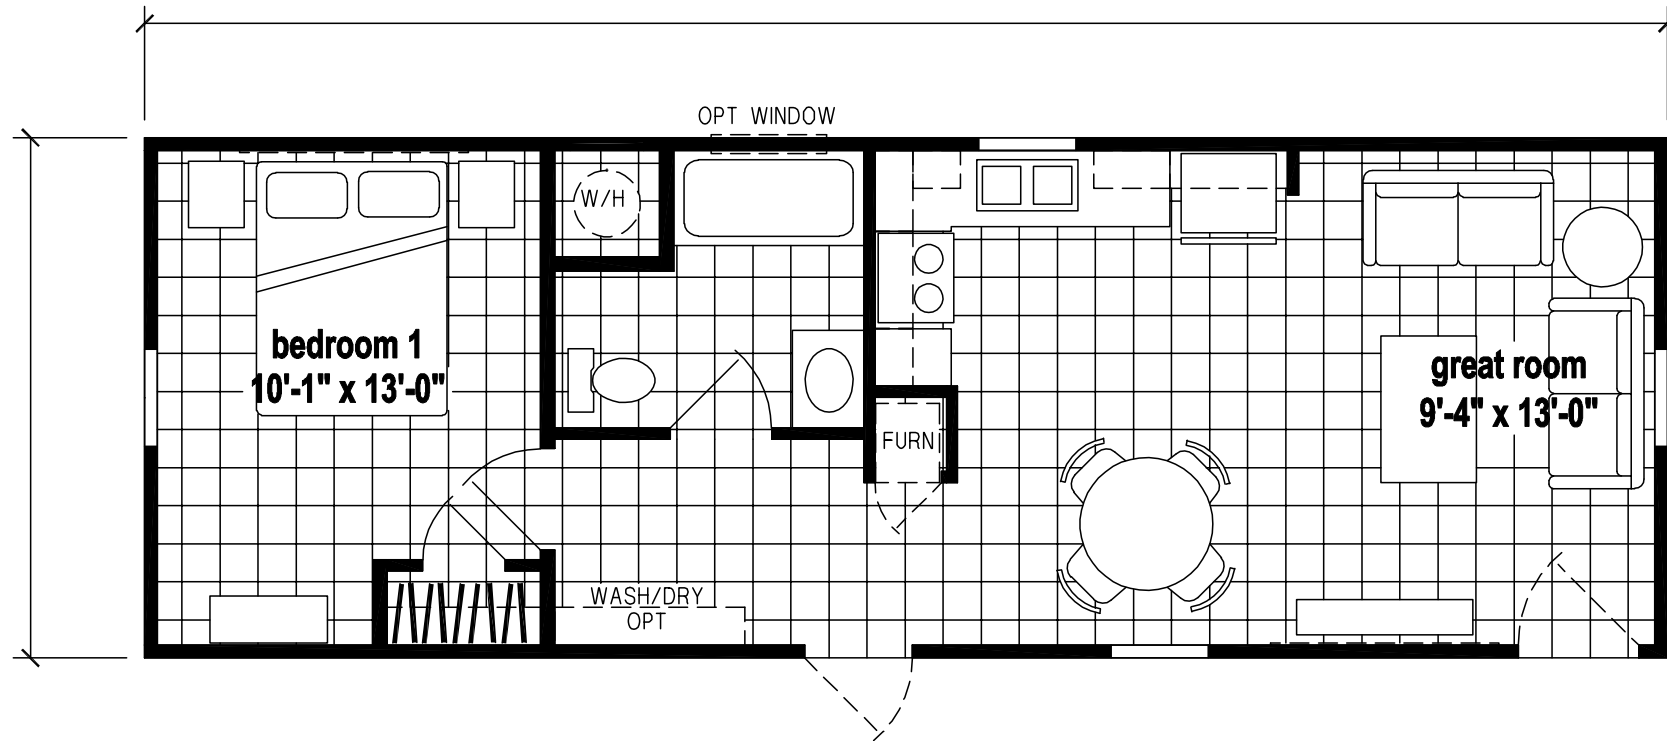 OPT WINDOW
W/H
bedroom 1
10'-1" x 13'-0"
great room
9'-4" x 13'-0"
FURN
WASH/DRY
OPT